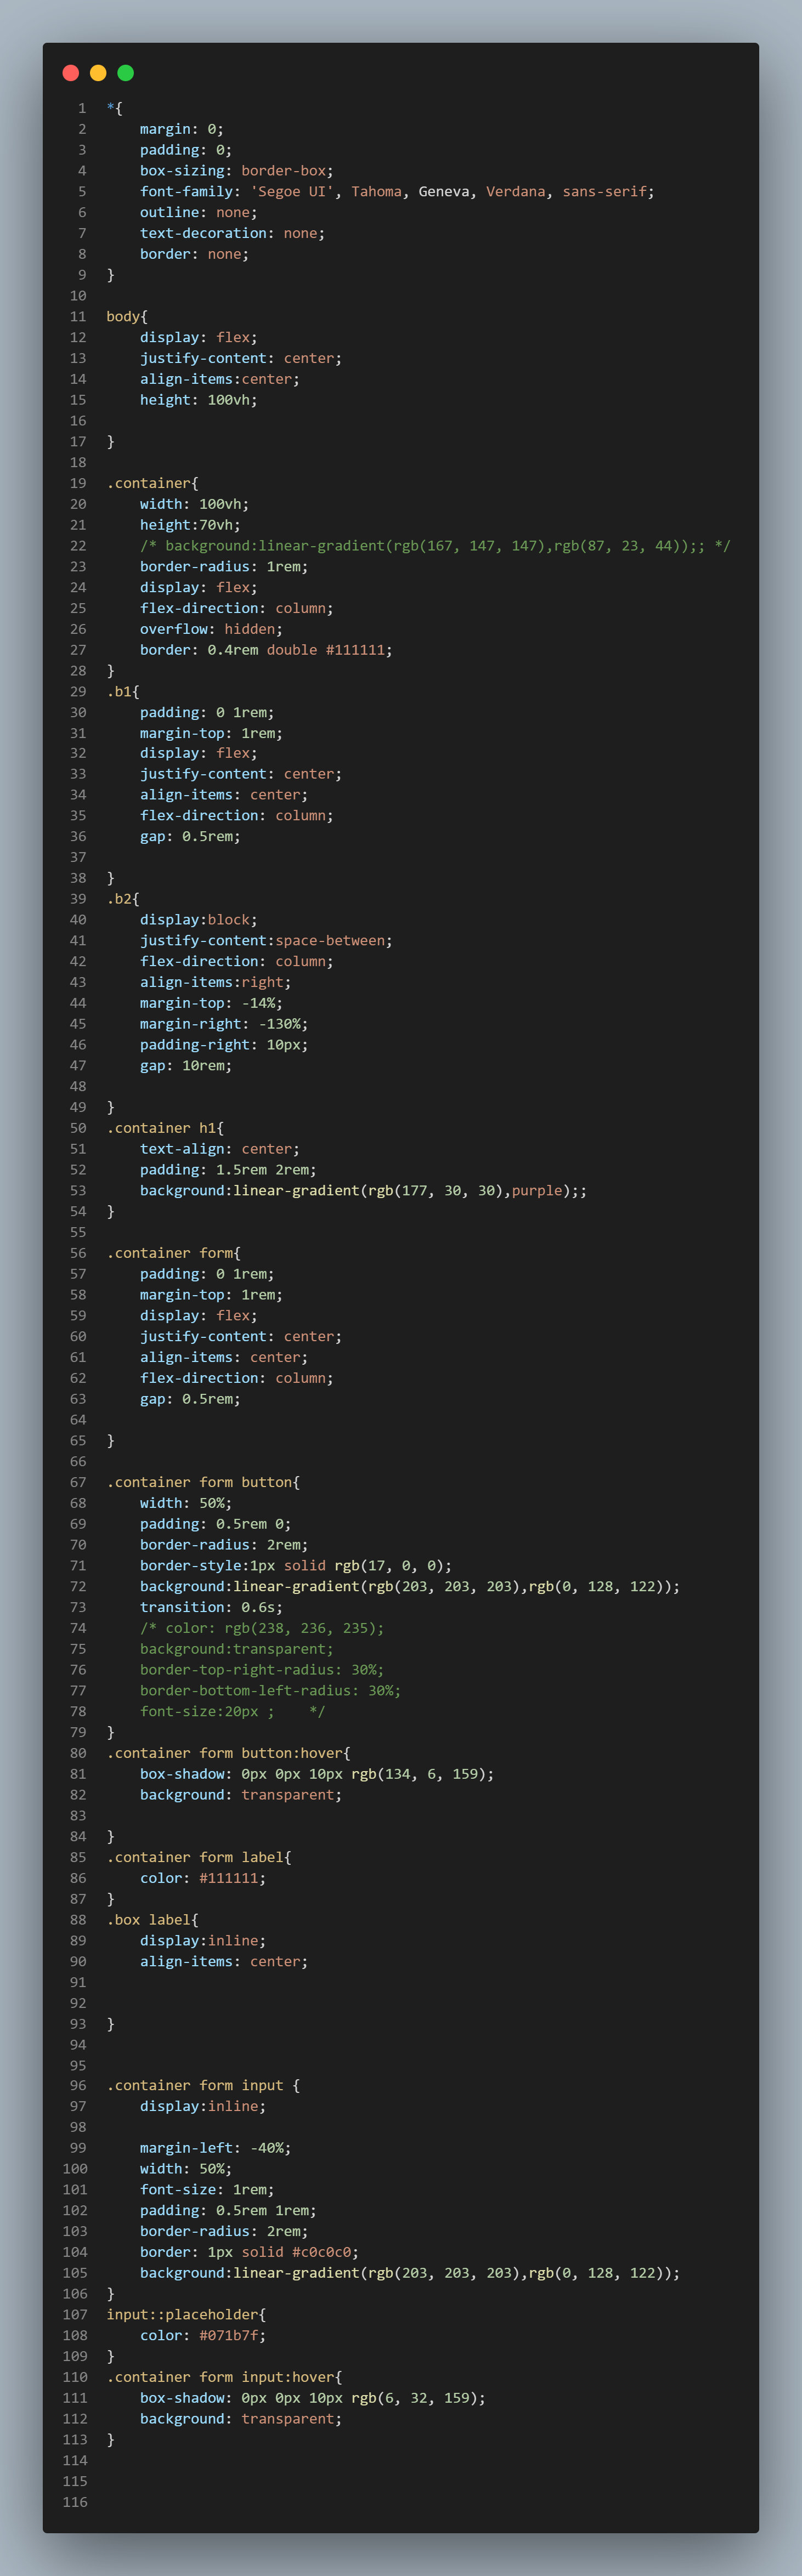 1 *{
2     margin: 0;
3     padding: 0;
4     box-sizing: border-box;
5     font-family: 'Segoe UI', Tahoma, Geneva, Verdana, sans-serif;
6     outline: none;
7     text-decoration: none;
8     border: none;
9 }
10
11 body{
12     display: flex;
13     justify-content: center;
14     align-items:center;
15     height: 100vh;
16
17 }
18
19 .container{
20     width: 100vh;
21     height:70vh;
22     /* background:linear-gradient(rgb(167, 147, 147),rgb(87, 23, 44));; */
23     border-radius: 1rem;
24     display: flex;
25     flex-direction: column;
26     overflow: hidden;
27     border: 0.4rem double #111111;
28 }
29 .b1{
30     padding: 0 1rem;
31     margin-top: 1rem;
32     display: flex;
33     justify-content: center;
34     align-items: center;
35     flex-direction: column;
36     gap: 0.5rem;
37
38 }
39 .b2{
40     display:block;
41     justify-content:space-between;
42     flex-direction: column;
43     align-items:right;
44     margin-top: -14%;
45     margin-right: -130%;
46     padding-right: 10px;
47     gap: 10rem;
48
49 }
50 .container h1{
51     text-align: center;
52     padding: 1.5rem 2rem;
53     background:linear-gradient(rgb(177, 30, 30),purple);;
54 }
55
56 .container form{
57     padding: 0 1rem;
58     margin-top: 1rem;
59     display: flex;
60     justify-content: center;
61     align-items: center;
62     flex-direction: column;
63     gap: 0.5rem;
64
65 }
66
67 .container form button{
68     width: 50%;
69     padding: 0.5rem 0;
70     border-radius: 2rem;
71     border-style:1px solid rgb(17, 0, 0);
72     background:linear-gradient(rgb(203, 203, 203),rgb(0, 128, 122));
73     transition: 0.6s;
74     /* color: rgb(238, 236, 235);
75     background:transparent;
76     border-top-right-radius: 30%;
77     border-bottom-left-radius: 30%;
78     font-size:20px ;    */
79 }
80 .container form button:hover{
81     box-shadow: 0px 0px 10px rgb(134, 6, 159);
82     background: transparent;
83
84 }
85 .container form label{
86     color: #111111;
87 }
88 .box label{
89     display:inline;
90     align-items: center;
91
92
93 }
94
95
96 .container form input {
97     display:inline;
98
99     margin-left: -40%;
100     width: 50%;
101     font-size: 1rem;
102     padding: 0.5rem 1rem;
103     border-radius: 2rem;
104     border: 1px solid #c0c0c0;
105     background:linear-gradient(rgb(203, 203, 203),rgb(0, 128, 122));
106 }
107 input::placeholder{
108     color: #071b7f;
109 }
110 .container form input:hover{
111     box-shadow: 0px 0px 10px rgb(6, 32, 159);
112     background: transparent;
113 }
114
115
116